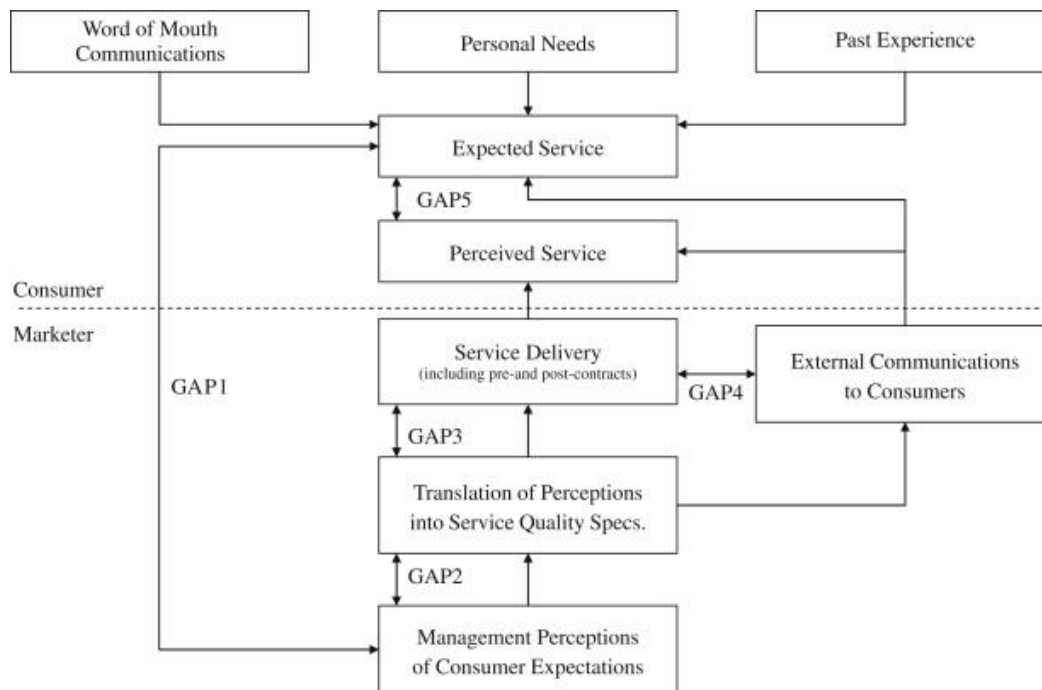 Word of Mouth
Communications
Personal Needs
Past Experience
Expected Service
GAP5
Perceived Service
Consumer
Marketer
Service Delivery
(including pre-and post-contracts)
External Communications
to Consumers
GAP1
GAP4
GAP3
Translation of Perceptions
into Service Quality Specs.
GAP2
Management Perceptions
of Consumer Expectations